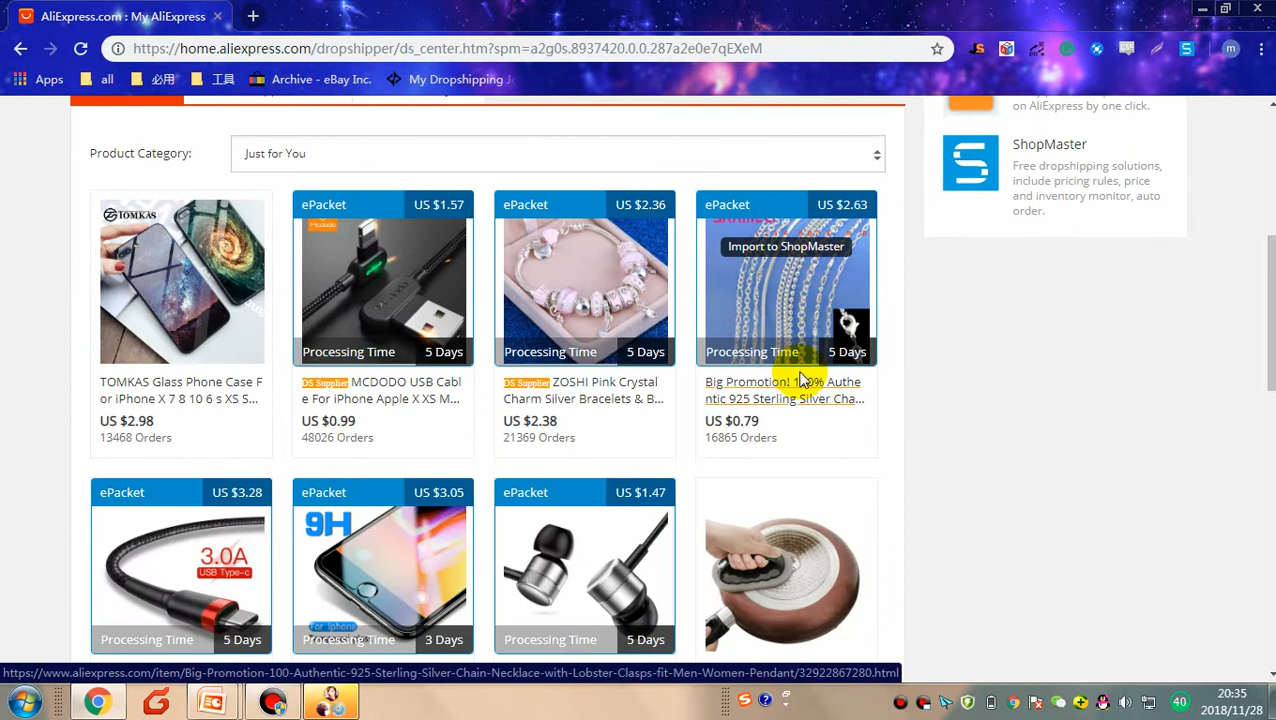 AliExpress.com : My AliExpress
https://home.aliexpress.com/dropshipper/ds_center.htm?spm=a2g0s.8937420.0.0.287a2e0e7qEXeM
Apps all 必用 工具 Archive - eBay Inc. My Dropshipping
on AliExpress by one click.
ShopMaster
Free dropshipping solutions,
include pricing rules, price
and inventory monitor, auto
order.
Product Category: Just for You
TOMKAS
TOMKAS Glass Phone Case F
or iPhone X 7 8 10 6 s XS S...
US $2.98
13468 Orders
ePacket US $1.57
Mcdodo
Processing Time 5 Days
DS Supplier MCDODO USB Cabl
e For iPhone Apple X XS M...
US $0.99
48026 Orders
ePacket US $2.36
Processing Time 5 Days
DS Supplier ZOSHI Pink Crystal
Charm Silver Bracelets & B...
US $2.38
21369 Orders
ePacket US $2.63
Import to ShopMaster
Processing Time 5 Days
Big Promotion! 100% Authe
ntic 925 Sterling Silver Cha...
US $0.79
16865 Orders
ePacket US $3.28
3.0A
USB Type-c
Processing Time 5 Days
ePacket US $3.05
9H
For Iphone
Processing Time 3 Days
ePacket US $1.47
Processing Time 5 Days
https://www.aliexpress.com/item/Big-Promotion-100-Authentic-925-Sterling-Silver-Chain-Necklace-with-Lobster-Clasps-fit-Men-Women-Pendant/32922867280.html
40
20:35
2018/11/28